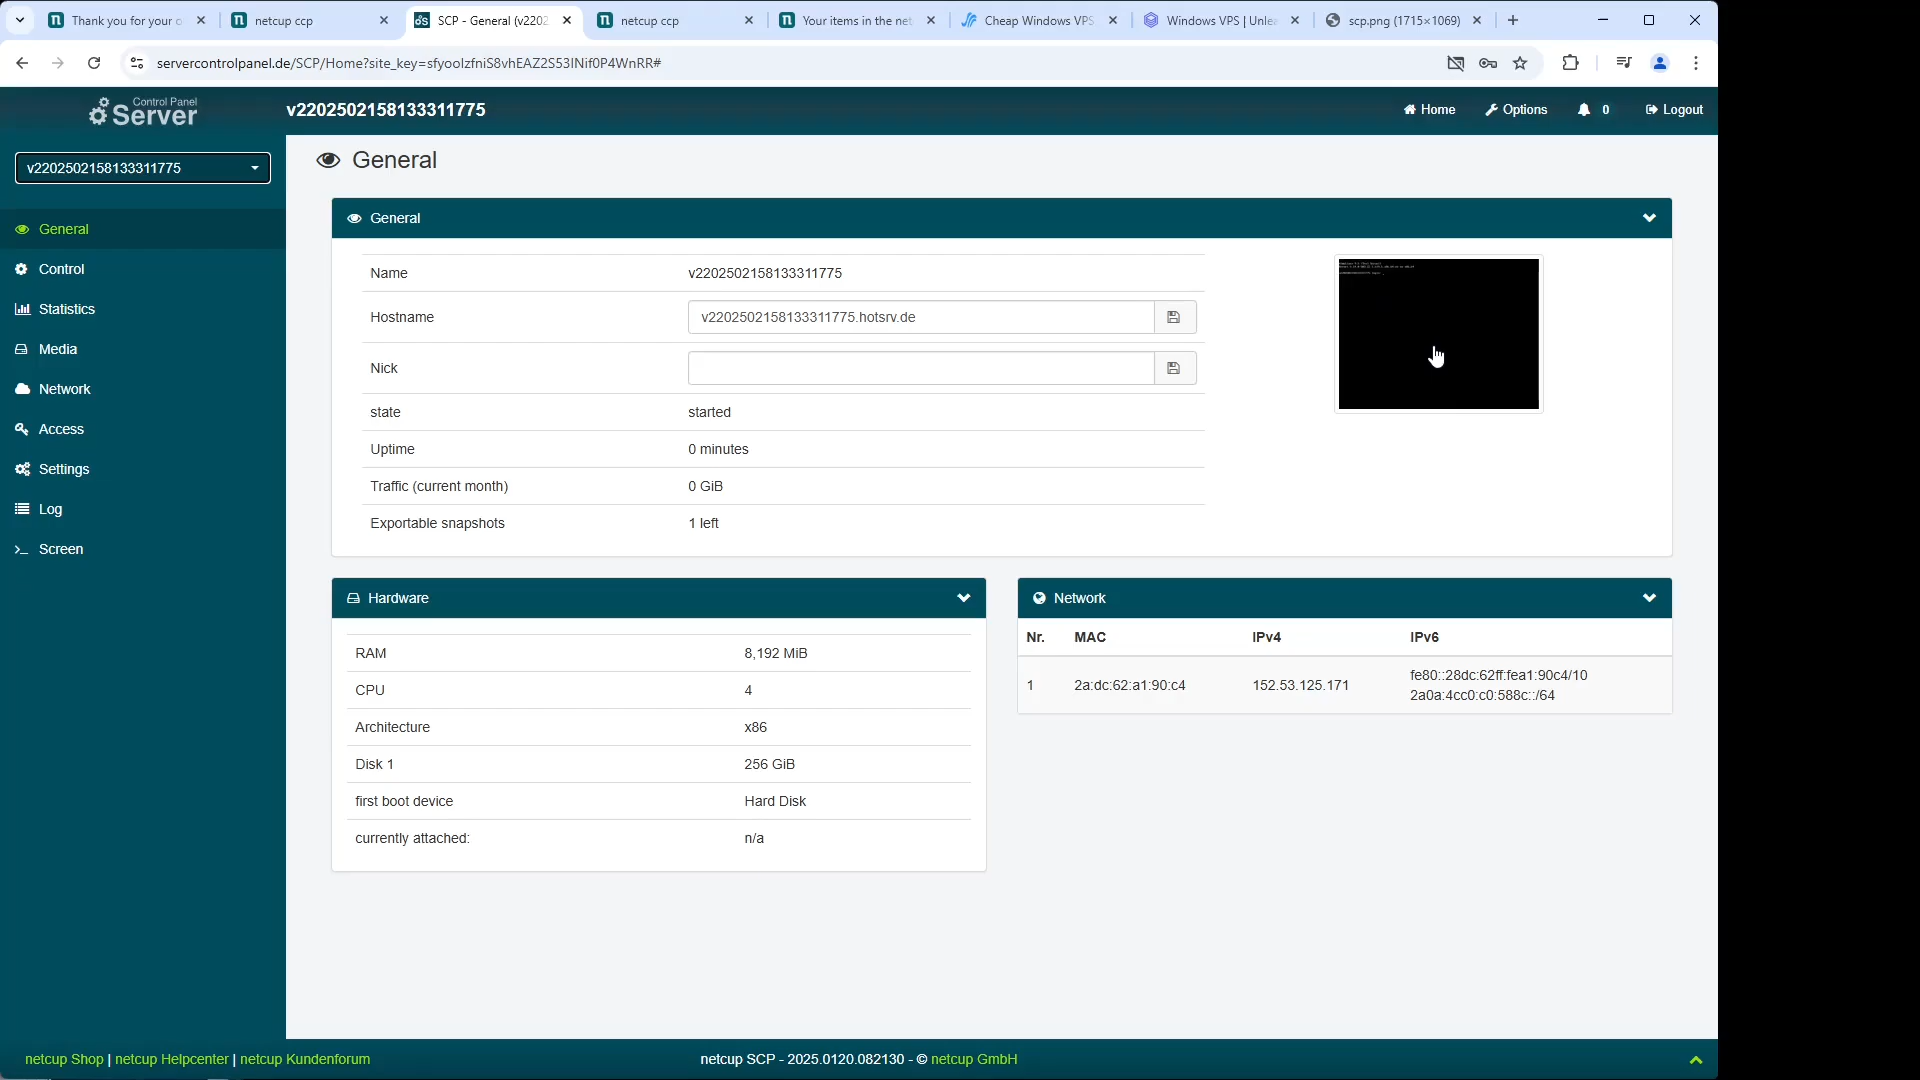 Thank you for your o
netcup ccp
SCP - General (v2202
netcup ccp
Your items in the net
Cheap Windows VPS
Windows VPS | Unlea
scp.png (1715×1069)
servercontrolpanel.de/SCP/Home?site_key=sfyoolzfniS8vhEAZ2S53INif0P4WnRR#
Control Panel
Server
v2202502158133311775
Home
Options
0
Logout
v2202502158133311775
General
Control
Statistics
Media
Network
Access
Settings
Log
Screen
General
General
Name v2202502158133311775
Hostname v2202502158133311775.hotsrv.de
Nick
state started
Uptime 0 minutes
Traffic (current month) 0 GiB
Exportable snapshots 1 left
Hardware
RAM 8,192 MiB
CPU 4
Architecture x86
Disk 1 256 GiB
first boot device Hard Disk
currently attached: n/a
Network
Nr. MAC IPv4 IPv6
1 2a:dc:62:a1:90:c4 152.53.125.171 fe80::28dc:62ff:fea1:90c4/10
2a0a:4cc0:c0:588c::/64
netcup Shop | netcup Helpcenter | netcup Kundenforum
netcup SCP - 2025.0120.082130 - © netcup GmbH